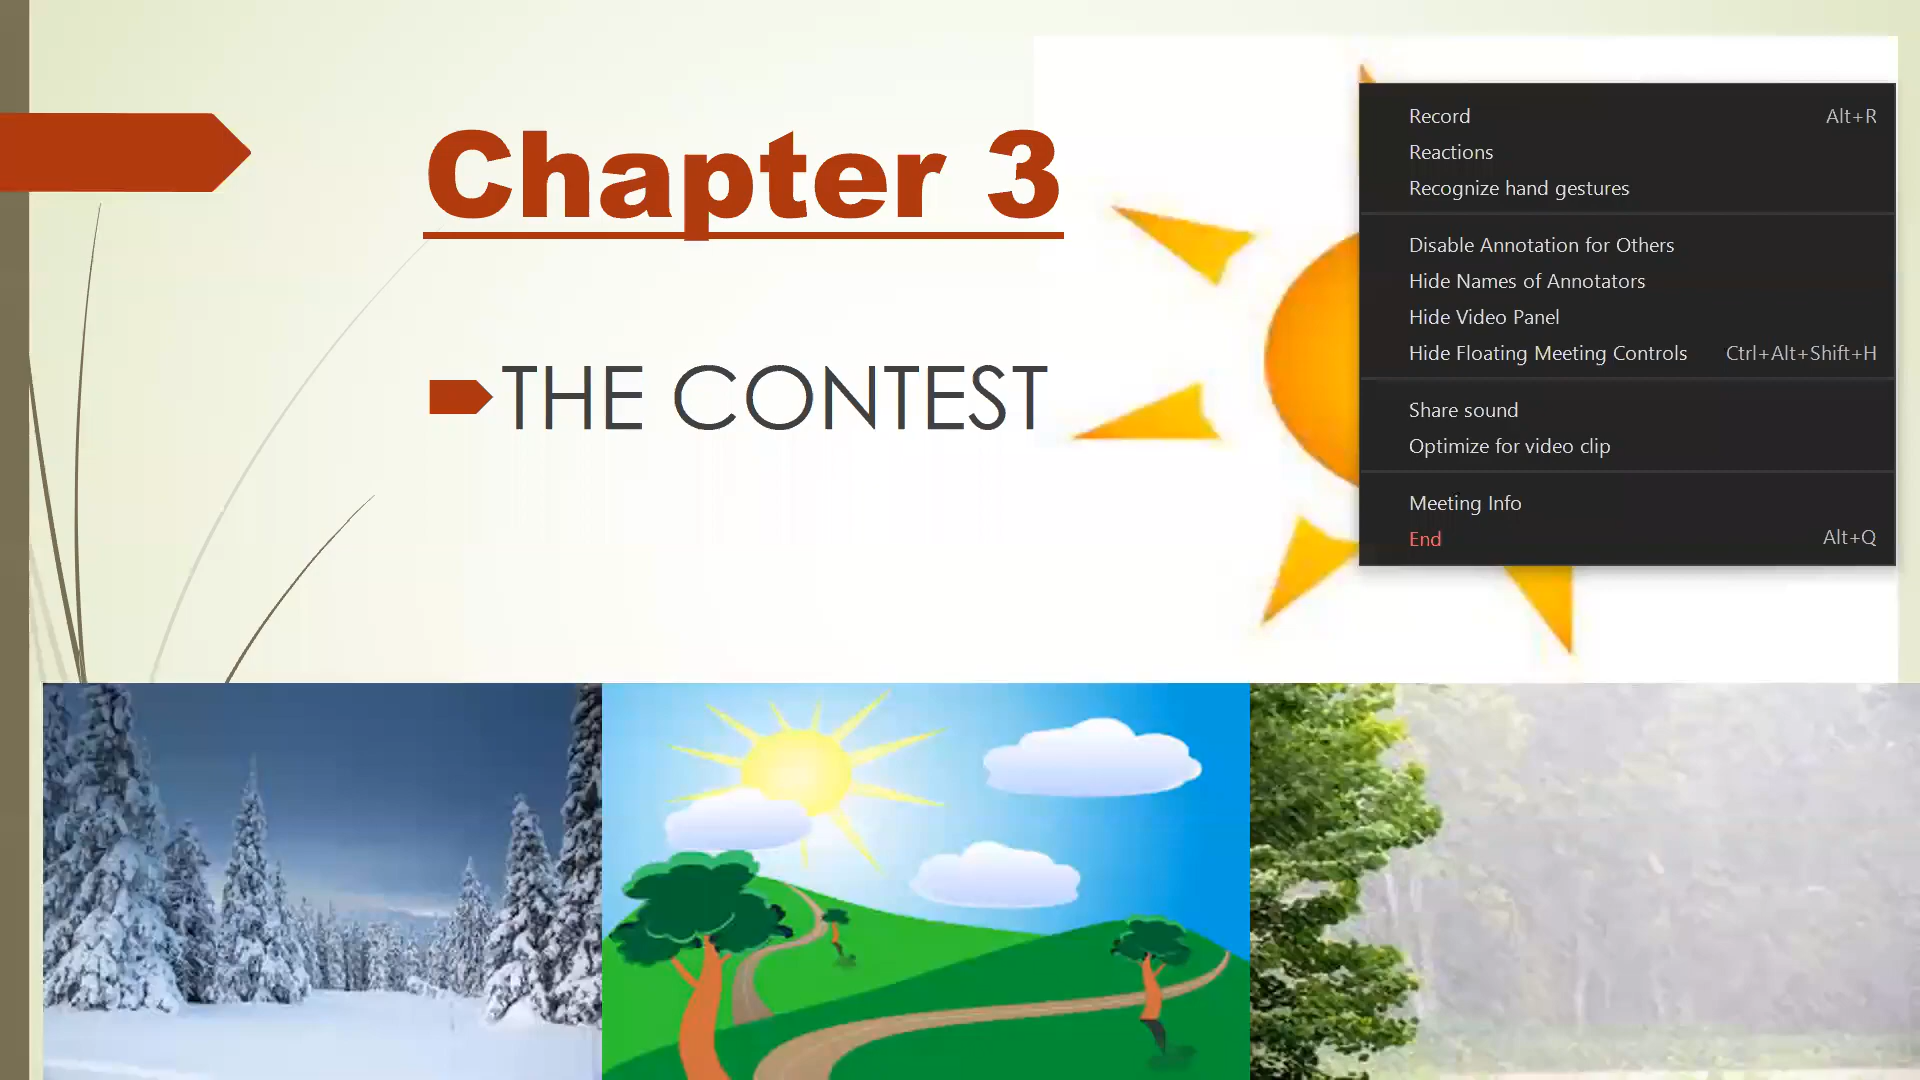 Chapter 3
THE CONTEST
Record Alt+R
Reactions
Recognize hand gestures
Disable Annotation for Others
Hide Names of Annotators
Hide Video Panel
Hide Floating Meeting Controls Ctrl+Alt+Shift+H
Share sound
Optimize for video clip
Meeting Info
End Alt+Q